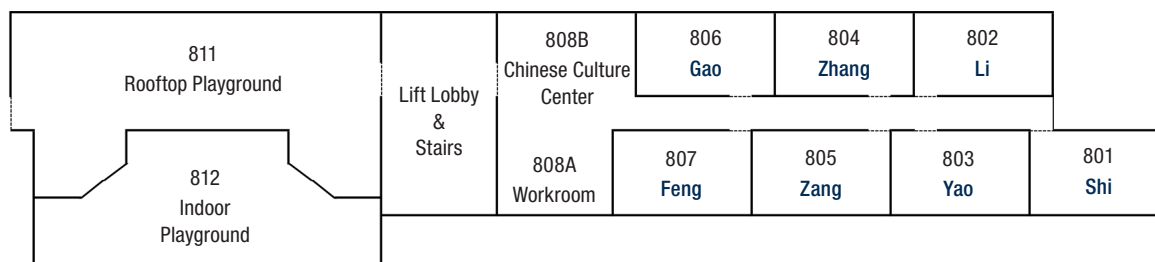 811
Rooftop Playground
812
Indoor
Playground
Lift Lobby
&
Stairs
808B
Chinese Culture
Center
808A
Workroom
806
Gao
804
Zhang
802
Li
807
Feng
805
Zang
803
Yao
801
Shi